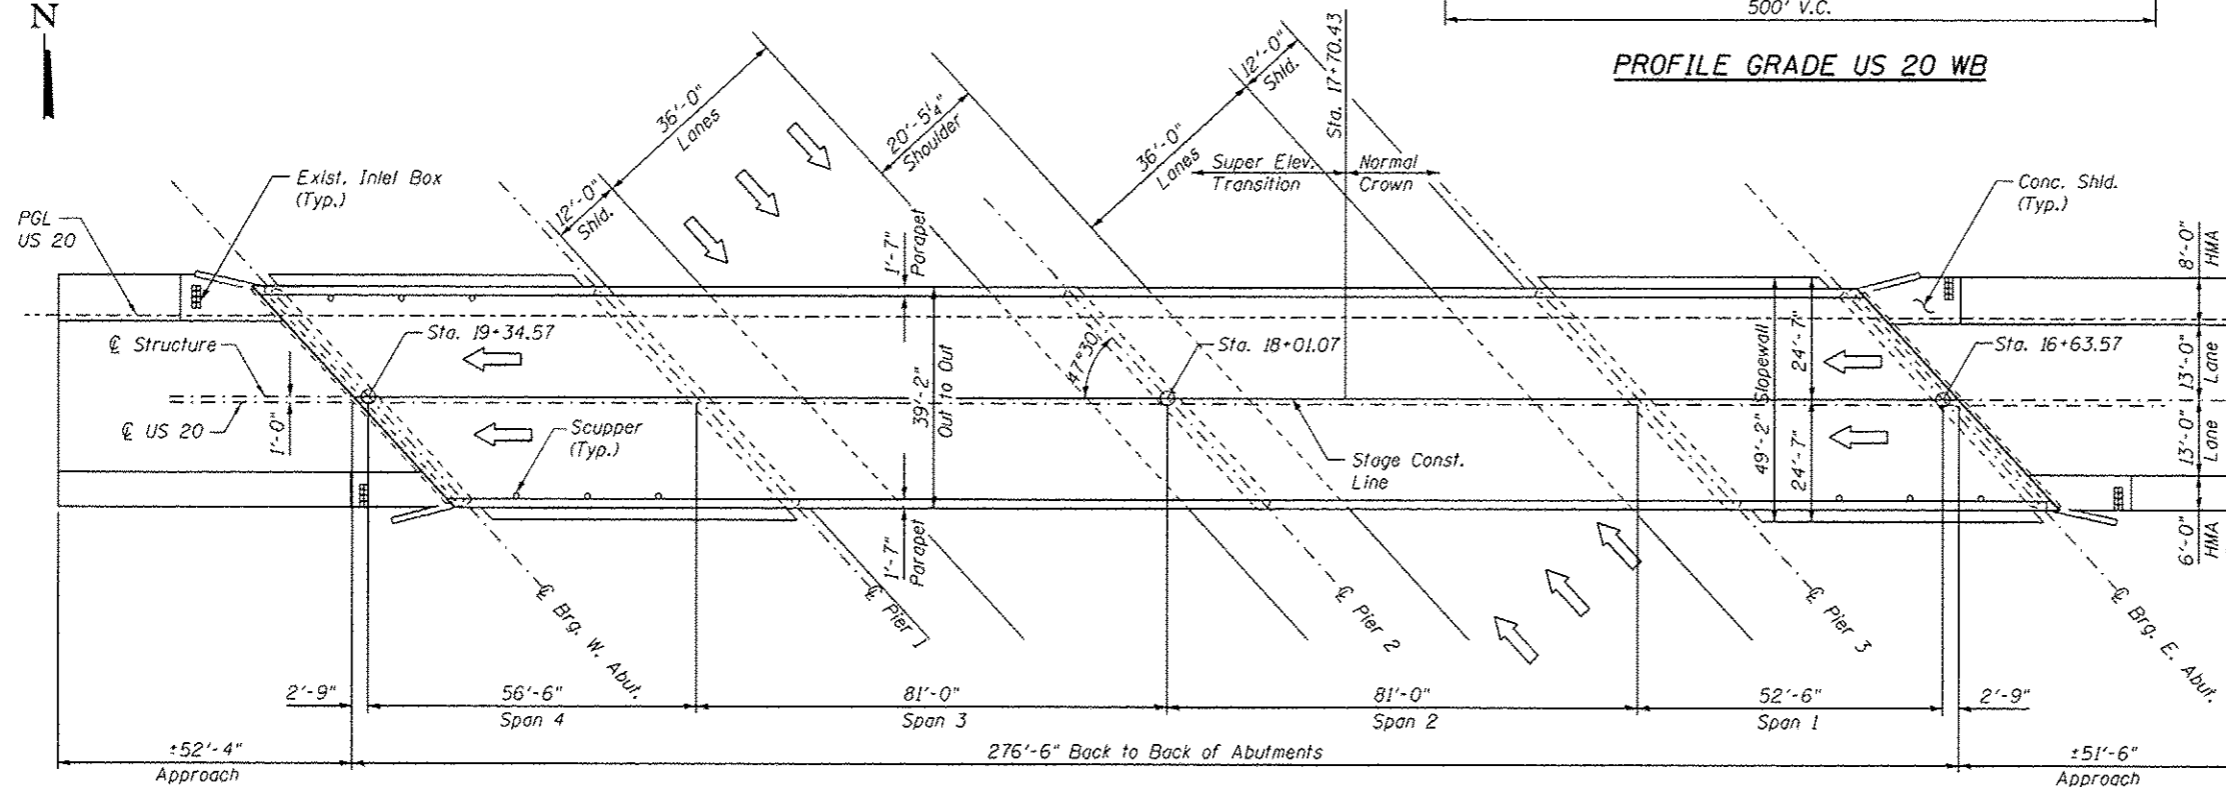 N
500' V.C.
PROFILE GRADE US 20 WB
Sta. 17+70.43
12'-0"
Shld.
36'-0"
Lanes
20'-5¼"
Shoulder
36'-0"
Lanes
Super Elev.
Transition
Normal
Crown
Exist. Inlet Box
(Typ.)
12'-0"
Shld.
Conc. Shld.
(Typ.)
PGL
US 20
1'-7"
Parapet
8'-0"
HMA
℄ Structure
Sta. 19+34.57
47°30'
Sta. 18+01.07
Sta. 16+63.57
39'-2"
Out to Out
49'-2" Slopewall
24'-7"
24'-7"
13'-0"
Lane
13'-0"
Lane
6'-0"
HMA
℄ US 20
1'-0"
Scupper
(Typ.)
Stage Const.
Line
1'-7"
Parapet
℄ Brg. W. Abut.
℄ Pier 1
℄ Pier 2
℄ Pier 3
℄ Brg. E. Abut.
2'-9"
56'-6"
Span 4
81'-0"
Span 3
81'-0"
Span 2
52'-6"
Span 1
2'-9"
±52'-4"
Approach
276'-6" Back to Back of Abutments
±51'-6"
Approach